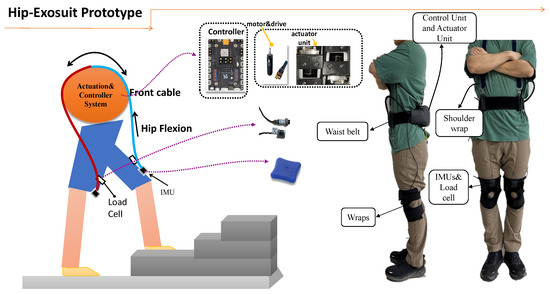 Hip-Exosuit Prototype
Controller
motor&drive
actuator
unit
Control Unit
and Actuator
Unit
Actuation&
Controller
System
Front cable
Hip Flexion
IMU
Load
Cell
Waist belt
Shoulder
wrap
Wraps
IMUs&
Load
cell